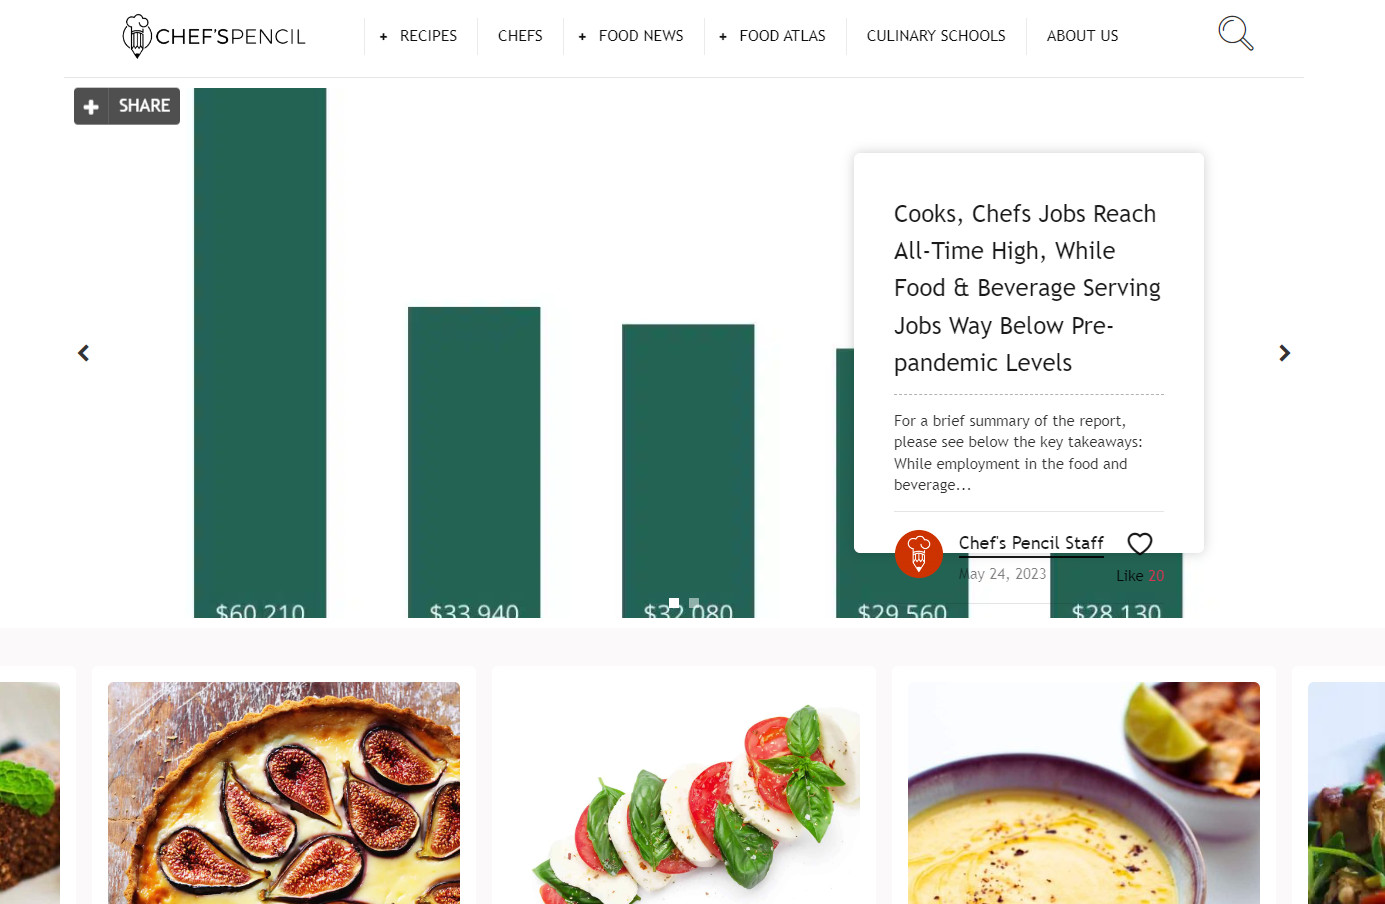 CHEF'SPENCIL
+ RECIPES
CHEFS
+ FOOD NEWS
+ FOOD ATLAS
CULINARY SCHOOLS
ABOUT US
+ SHARE
Cooks, Chefs Jobs Reach
All-Time High, While
Food & Beverage Serving
Jobs Way Below Pre-
pandemic Levels
For a brief summary of the report,
please see below the key takeaways:
While employment in the food and
beverage...
Chef's Pencil Staff
May 24, 2023
Like 20
$60,210
$33,940
$32,080
$29,560
$28,130